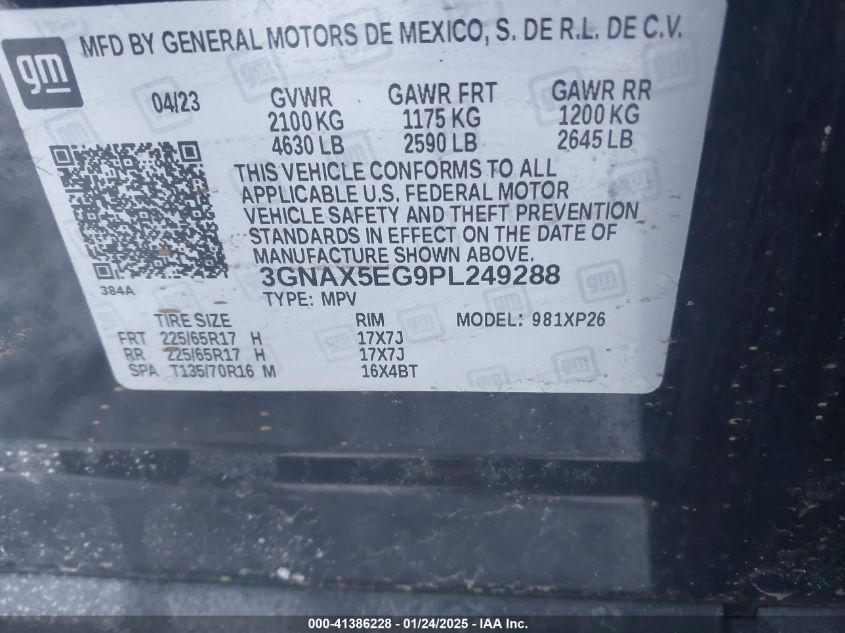 MFD BY GENERAL MOTORS DE MEXICO, S. DE R.L. DE C.V.
gm
04/23 GVWR GAWR FRT GAWR RR
2100 KG 1175 KG 1200 KG
4630 LB 2590 LB 2645 LB
THIS VEHICLE CONFORMS TO ALL
APPLICABLE U.S. FEDERAL MOTOR
VEHICLE SAFETY AND THEFT PREVENTION
STANDARDS IN EFFECT ON THE DATE OF
MANUFACTURE SHOWN ABOVE.
384A
3GNAX5EG9PL249288
TYPE: MPV
TIRE SIZE RIM MODEL: 981XP26
FRT 225/65R17 H 17X7J
RR 225/65R17 H 17X7J
SPA T135/70R16 M 16X4BT
000-41386228 - 01/24/2025 - IAA Inc.